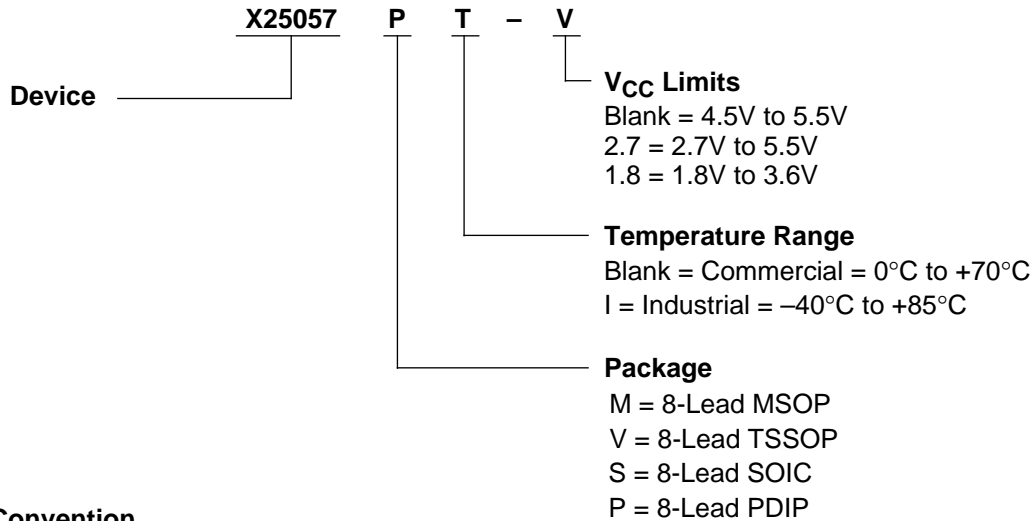 X25057 P T – V
Device
VCC Limits
Blank = 4.5V to 5.5V
2.7 = 2.7V to 5.5V
1.8 = 1.8V to 3.6V
Temperature Range
Blank = Commercial = 0°C to +70°C
I = Industrial = –40°C to +85°C
Package
M = 8-Lead MSOP
V = 8-Lead TSSOP
S = 8-Lead SOIC
P = 8-Lead PDIP
Convention